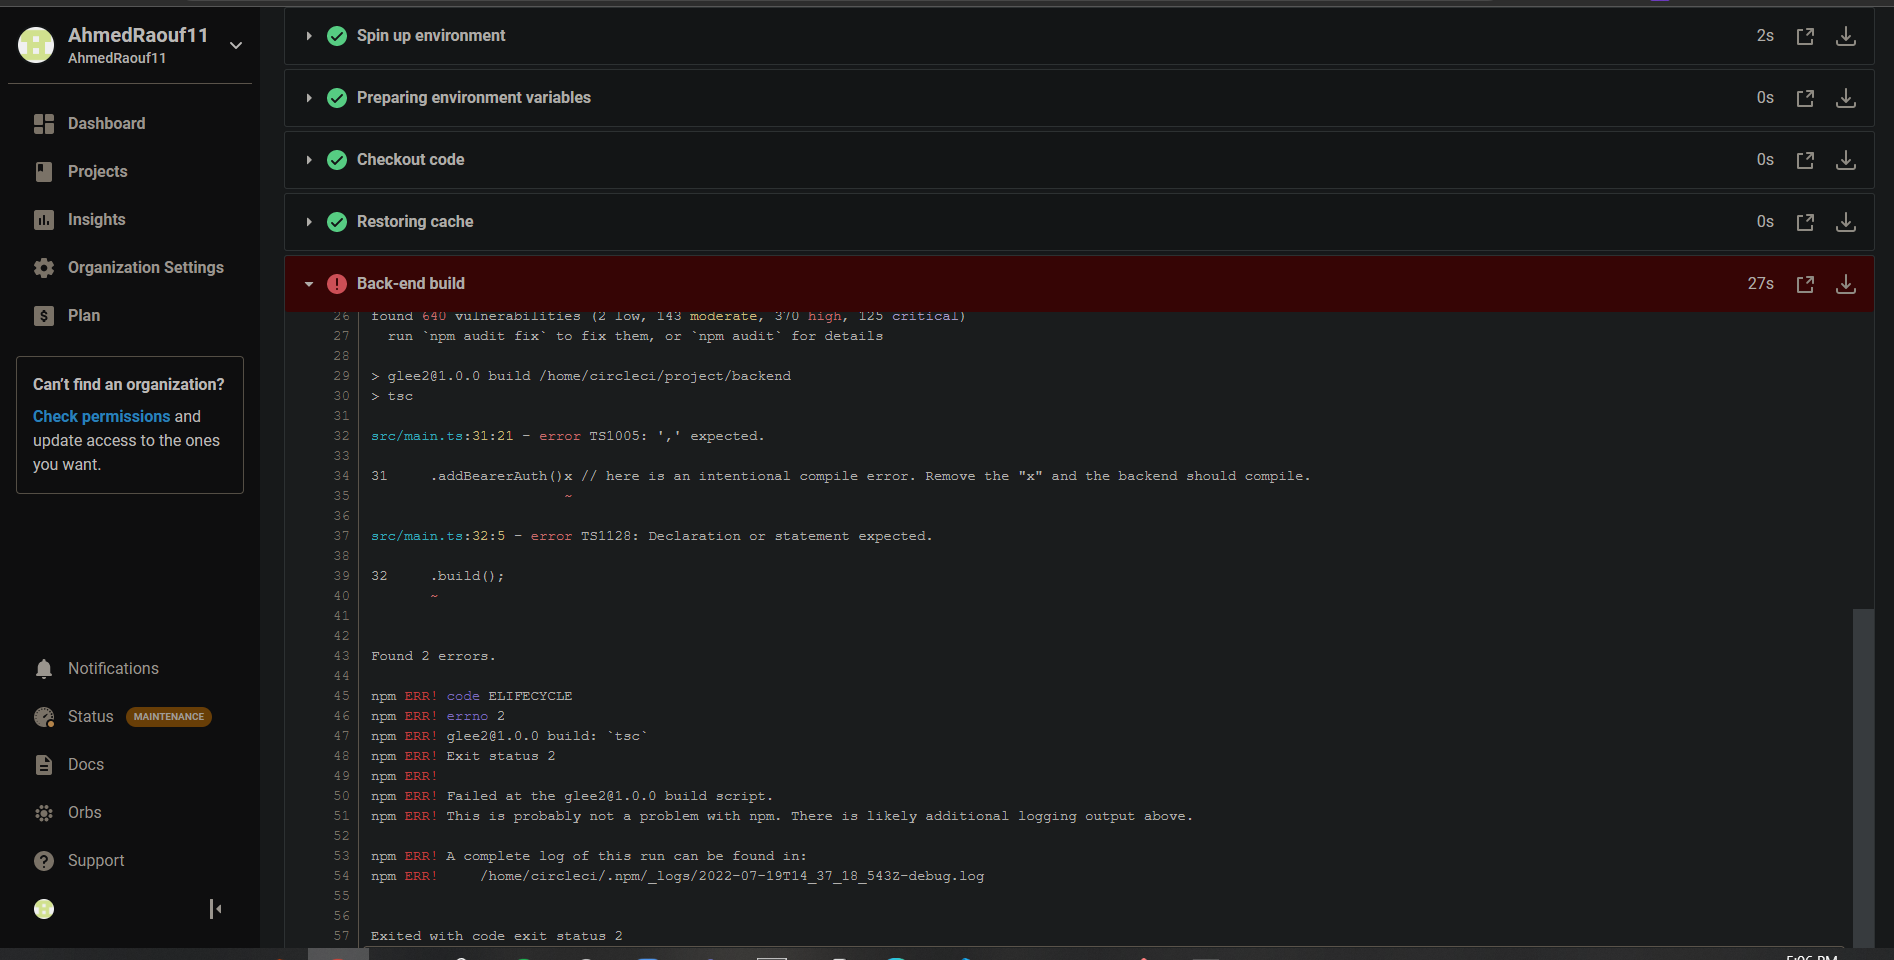 AhmedRaouf11
AhmedRaouf11
Dashboard
Projects
Insights
Organization Settings
Plan
Can't find an organization?
Check permissions and
update access to the ones
you want.
Notifications
Status MAINTENANCE
Docs
Orbs
Support
Spin up environment 2s
Preparing environment variables 0s
Checkout code 0s
Restoring cache 0s
Back-end build 27s
26 found 640 vulnerabilities (2 low, 143 moderate, 370 high, 125 critical)
27 run `npm audit fix` to fix them, or `npm audit` for details
28
29 > glee2@1.0.0 build /home/circleci/project/backend
30 > tsc
31
32 src/main.ts:31:21 - error TS1005: ',' expected.
33
34 31 .addBearerAuth()x // here is an intentional compile error. Remove the "x" and the backend should compile.
35 ~
36
37 src/main.ts:32:5 - error TS1128: Declaration or statement expected.
38
39 32 .build();
40 ~
41
42
43 Found 2 errors.
44
45 npm ERR! code ELIFECYCLE
46 npm ERR! errno 2
47 npm ERR! glee2@1.0.0 build: `tsc`
48 npm ERR! Exit status 2
49 npm ERR!
50 npm ERR! Failed at the glee2@1.0.0 build script.
51 npm ERR! This is probably not a problem with npm. There is likely additional logging output above.
52
53 npm ERR! A complete log of this run can be found in:
54 npm ERR! /home/circleci/.npm/_logs/2022-07-19T14_37_18_543Z-debug.log
55
56
57 Exited with code exit status 2